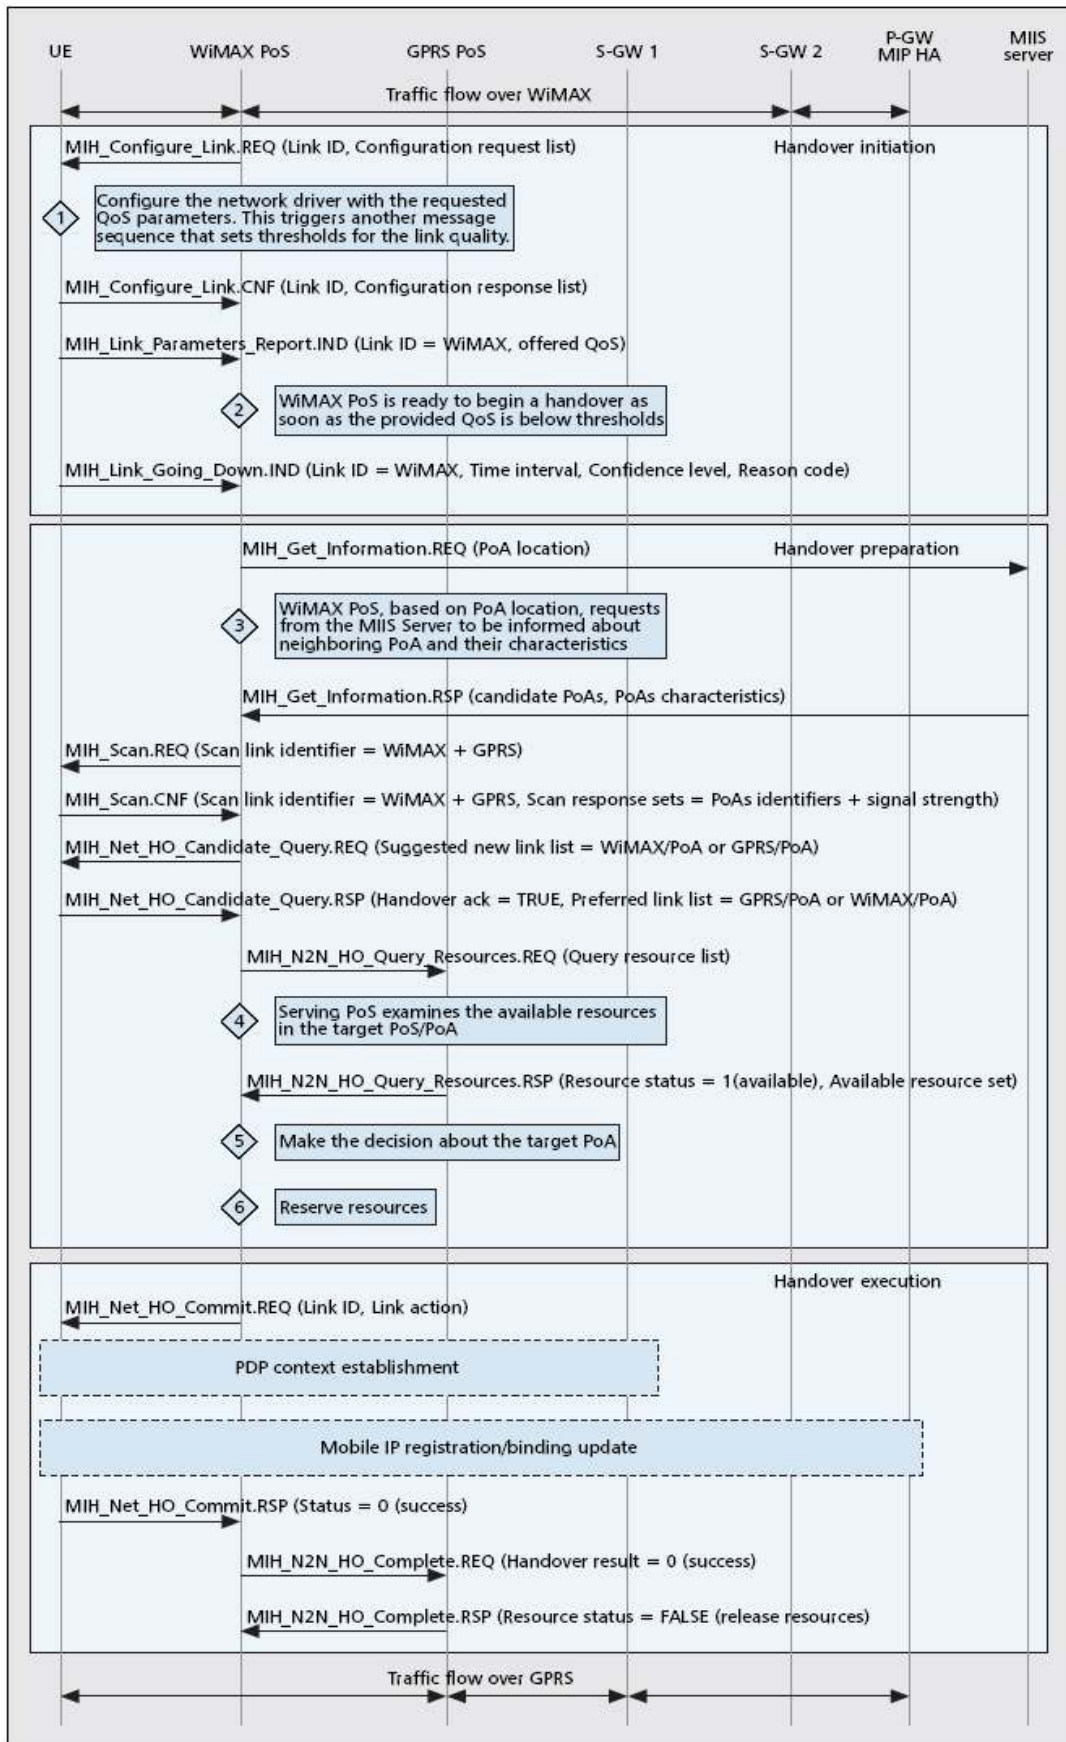 UE
WiMAX PoS
GPRS PoS
S-GW 1
S-GW 2
P-GW
MIP HA
MIIS
server
Traffic flow over WiMAX
MIH_Configure_Link.REQ (Link ID, Configuration request list)
Handover initiation
1
Configure the network driver with the requested
QoS parameters. This triggers another message
sequence that sets thresholds for the link quality.
MIH_Configure_Link.CNF (Link ID, Configuration response list)
MIH_Link_Parameters_Report.IND (Link ID = WiMAX, offered QoS)
2
WiMAX PoS is ready to begin a handover as
soon as the provided QoS is below thresholds
MIH_Link_Going_Down.IND (Link ID = WiMAX, Time interval, Confidence level, Reason code)
MIH_Get_Information.REQ (PoA location)
Handover preparation
3
WiMAX PoS, based on PoA location, requests
from the MIIS Server to be informed about
neighboring PoA and their characteristics
MIH_Get_Information.RSP (candidate PoAs, PoAs characteristics)
MIH_Scan.REQ (Scan link identifier = WiMAX + GPRS)
MIH_Scan.CNF (Scan link identifier = WiMAX + GPRS, Scan response sets = PoAs identifiers + signal strength)
MIH_Net_HO_Candidate_Query.REQ (Suggested new link list = WiMAX/PoA or GPRS/PoA)
MIH_Net_HO_Candidate_Query.RSP (Handover ack = TRUE, Preferred link list = GPRS/PoA or WiMAX/PoA)
MIH_N2N_HO_Query_Resources.REQ (Query resource list)
4
Serving PoS examines the available resources
in the target PoS/PoA
MIH_N2N_HO_Query_Resources.RSP (Resource status = 1(available), Available resource set)
5
Make the decision about the target PoA
6
Reserve resources
Handover execution
MIH_Net_HO_Commit.REQ (Link ID, Link action)
PDP context establishment
Mobile IP registration/binding update
MIH_Net_HO_Commit.RSP (Status = 0 (success)
MIH_N2N_HO_Complete.REQ (Handover result = 0 (success)
MIH_N2N_HO_Complete.RSP (Resource status = FALSE (release resources)
Traffic flow over GPRS